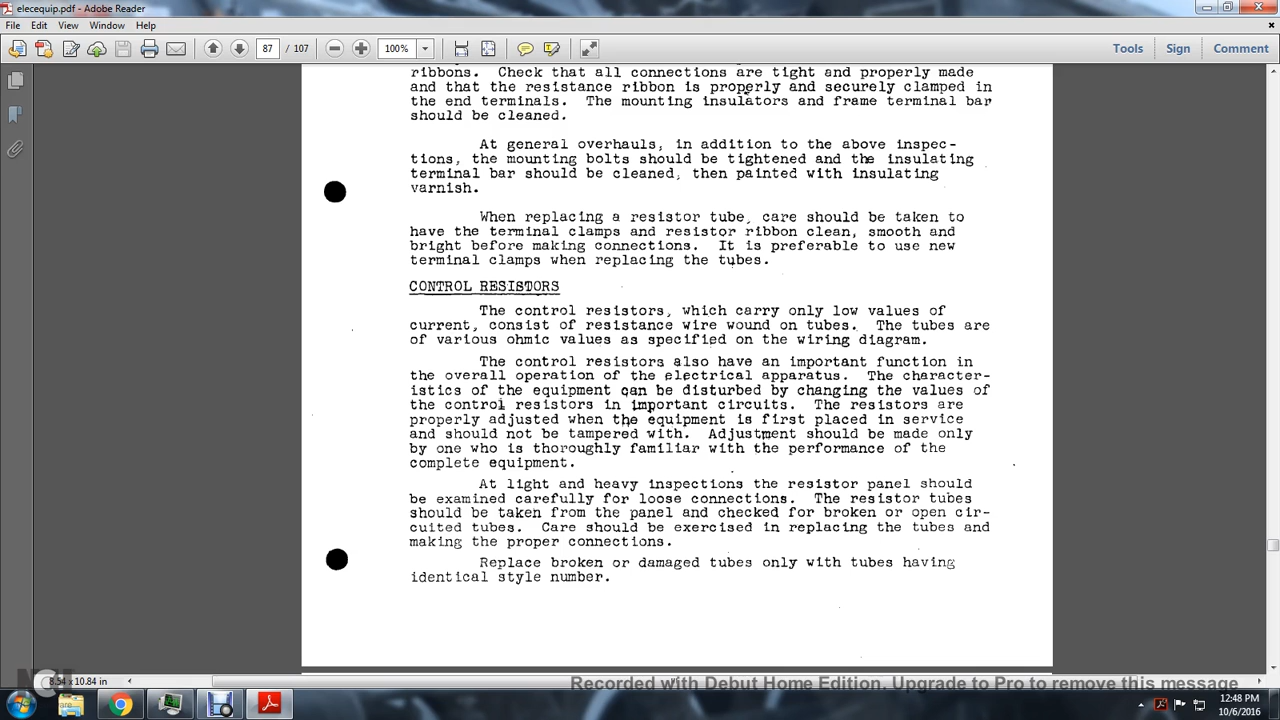 elecequip.pdf - Adobe Reader
File Edit View Window Help
87 / 107 100% Tools Sign Comment
ribbons. Check that all connections are tight and properly made
and that the resistance ribbon is properly and securely clamped in
the end terminals. The mounting insulators and frame terminal bar
should be cleaned.
At general overhauls, in addition to the above inspec-
tions, the mounting bolts should be tightened and the insulating
terminal bar should be cleaned, then painted with insulating
varnish.
When replacing a resistor tube, care should be taken to
have the terminal clamps and resistor ribbon clean, smooth and
bright before making connections. It is preferable to use new
terminal clamps when replacing the tubes.
CONTROL RESISTORS
The control resistors, which carry only low values of
current, consist of resistance wire wound on tubes. The tubes are
of various ohmic values as specified on the wiring diagram.
The control resistors also have an important function in
the overall operation of the electrical apparatus. The character-
istics of the equipment can be disturbed by changing the values of
the control resistors in important circuits. The resistors are
properly adjusted when the equipment is first placed in service
and should not be tampered with. Adjustment should be made only
by one who is thoroughly familiar with the performance of the
complete equipment.
At light and heavy inspections the resistor panel should
be examined carefully for loose connections. The resistor tubes
should be taken from the panel and checked for broken or open cir-
cuited tubes. Care should be exercised in replacing the tubes and
making the proper connections.
Replace broken or damaged tubes only with tubes having
identical style number.
8.54 x 10.84 in
Recorded with Debut Home Edition. Upgrade to Pro to remove this message
12:48 PM
10/6/2016